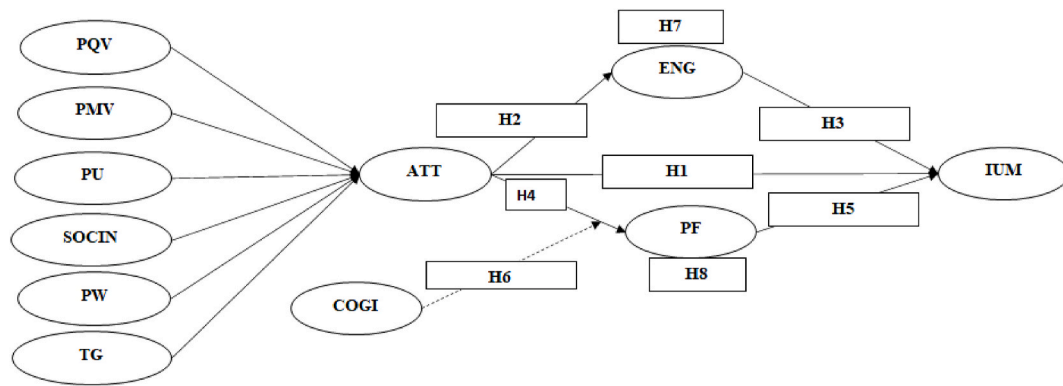 PQV
PMV
PU
SOCIN
PW
TG
ATT
COGI
H7
ENG
H2
H3
H1
H4
IUM
PF
H5
H6
H8